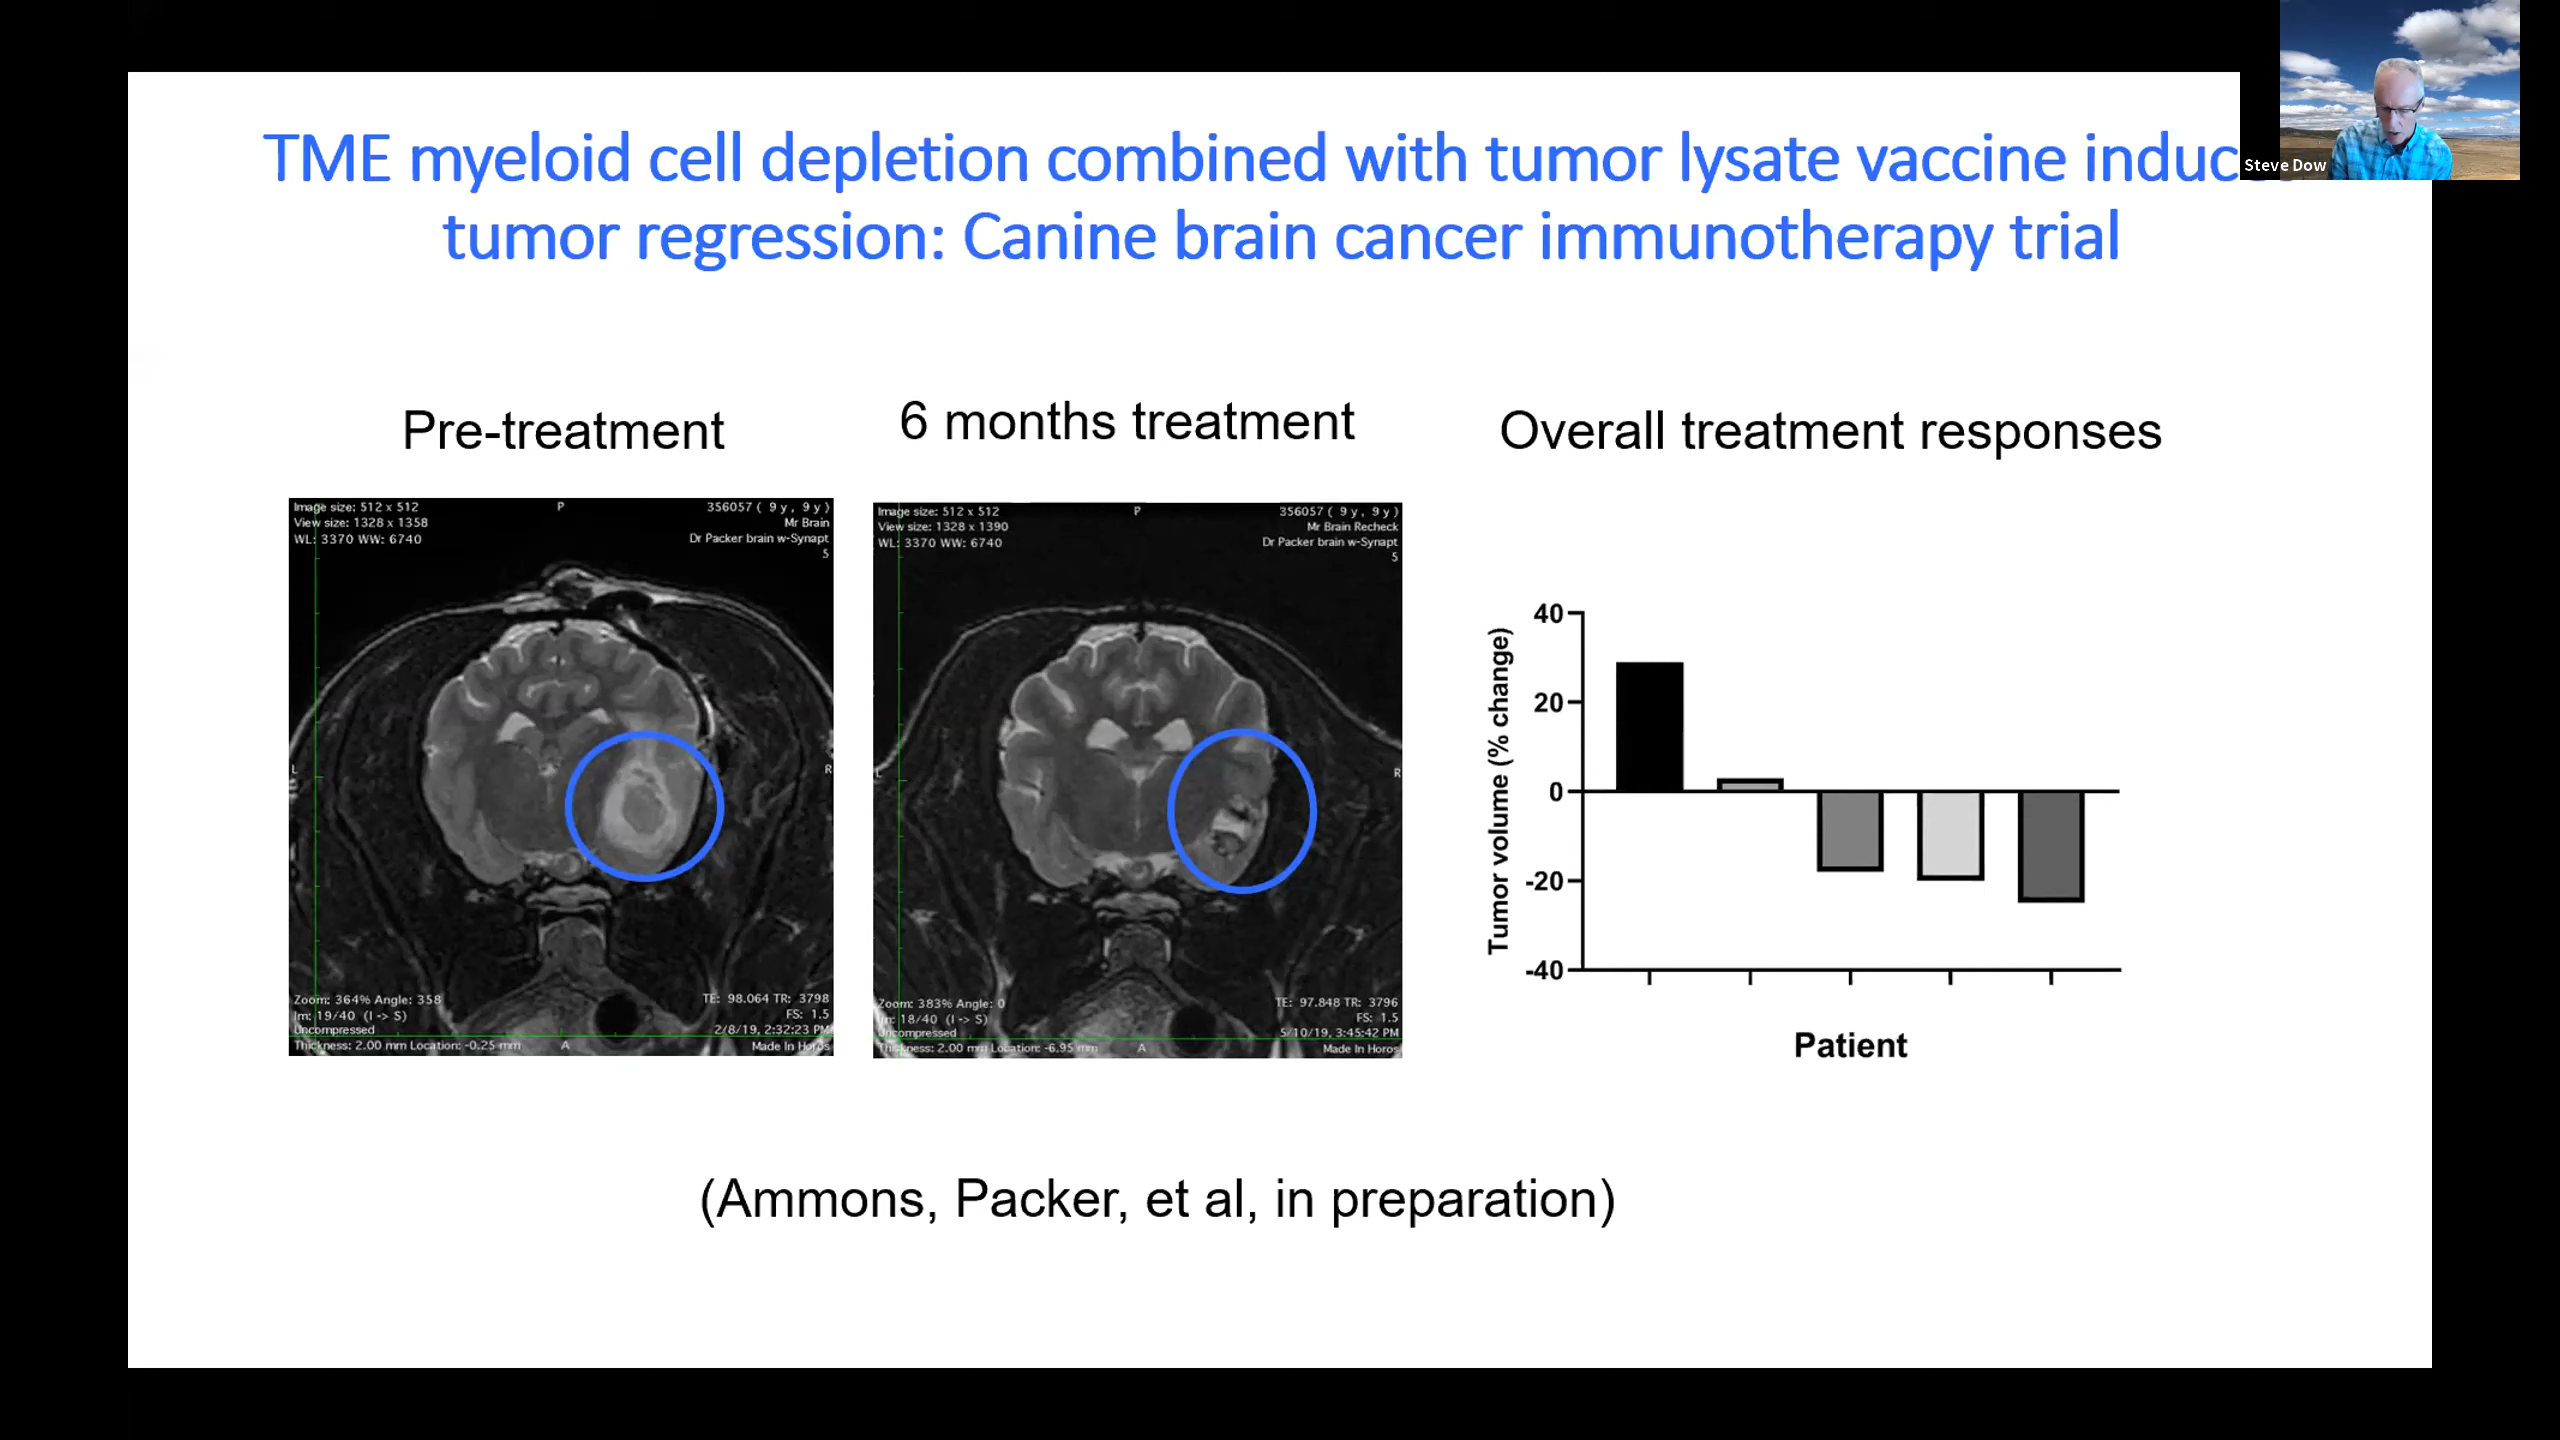 Steve Dow
TME myeloid cell depletion combined with tumor lysate vaccine induc
tumor regression: Canine brain cancer immunotherapy trial
Pre-treatment
6 months treatment
Overall treatment responses
Image size: 512 x 512
View size: 1328 x 1358
WL: 3370 WW: 6740
P
356057 ( 9 y , 9 y )
Mr Brain
Dr Packer brain w-Synapt
5
L
R
Zoom: 364% Angle: 358
Im: 19/40 (I -> S)
Uncompressed
Thickness: 2.00 mm Location: -0.25 mm
A
TE: 98.064 TR: 3798
FS: 1.5
2/8/19, 2:32:23 PM
Made In Horos
Image size: 512 x 512
View size: 1328 x 1390
WL: 3370 WW: 6740
P
356057 ( 9 y , 9 y )
Mr Brain Recheck
Dr Packer brain w-Synapt
5
L
R
Zoom: 383% Angle: 0
Im: 18/40 (I -> S)
Uncompressed
Thickness: 2.00 mm Location: -6.95 mm
A
TE: 97.848 TR: 3796
FS: 1.5
5/10/19, 3:45:42 PM
Made In Horos
Tumor volume (% change)
40
20
0
-20
-40
Patient
(Ammons, Packer, et al, in preparation)